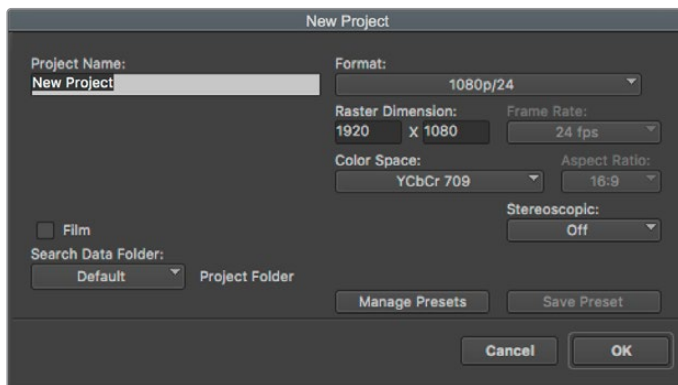 New Project
Project Name:
New Project
Format:
1080p/24
Raster Dimension:
1920 x 1080
Frame Rate:
24 fps
Color Space:
YCbCr 709
Aspect Ratio:
16:9
Stereoscopic:
Off
Film
Search Data Folder:
Default
Project Folder
Manage Presets
Save Preset
Cancel
OK